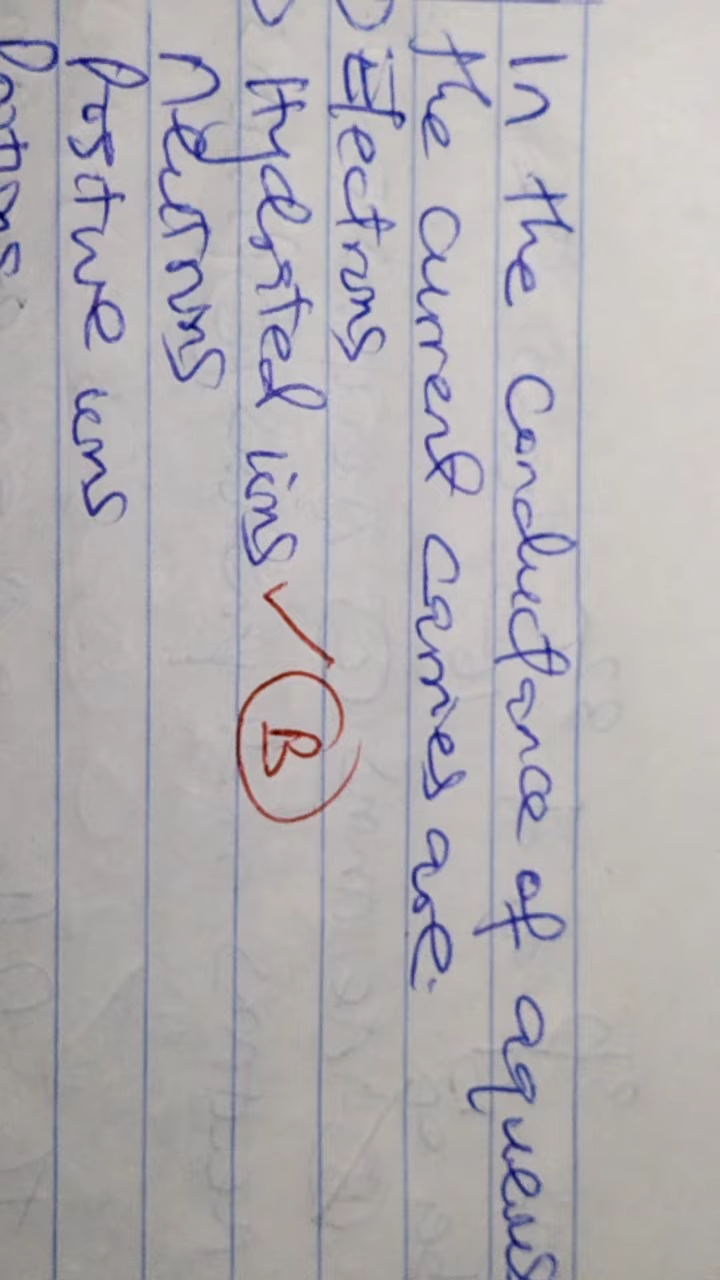 In the conductance of aqueous
the current carries are.
Electrons
Hydrated ions ✓ B
Neutrons
Positive ions